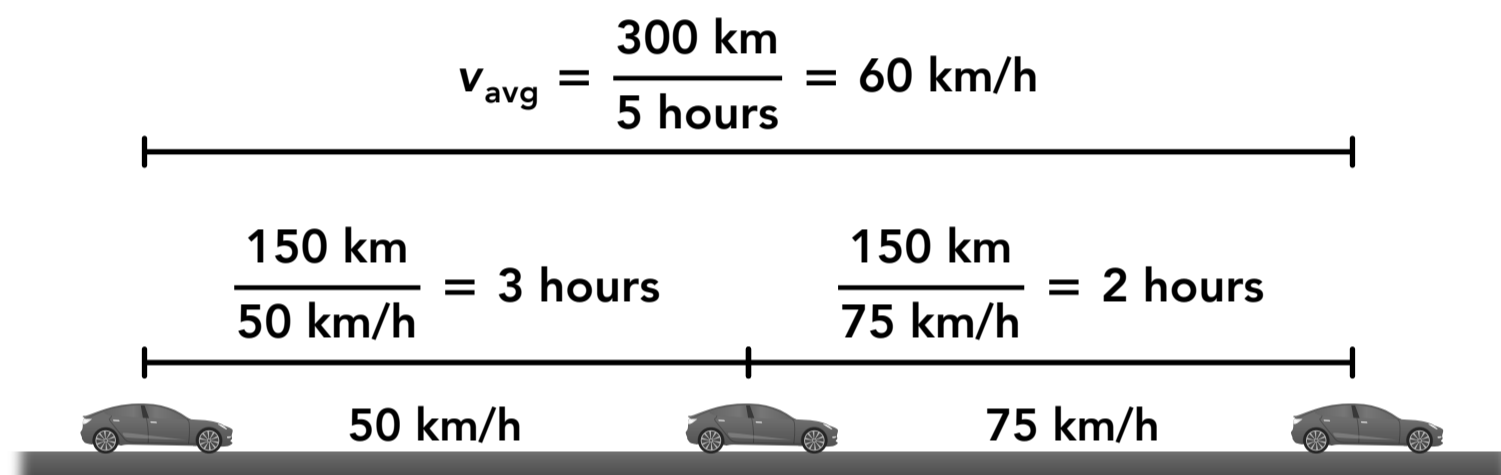 v_avg = 300 km / 5 hours = 60 km/h
150 km / 50 km/h = 3 hours
150 km / 75 km/h = 2 hours
50 km/h
75 km/h